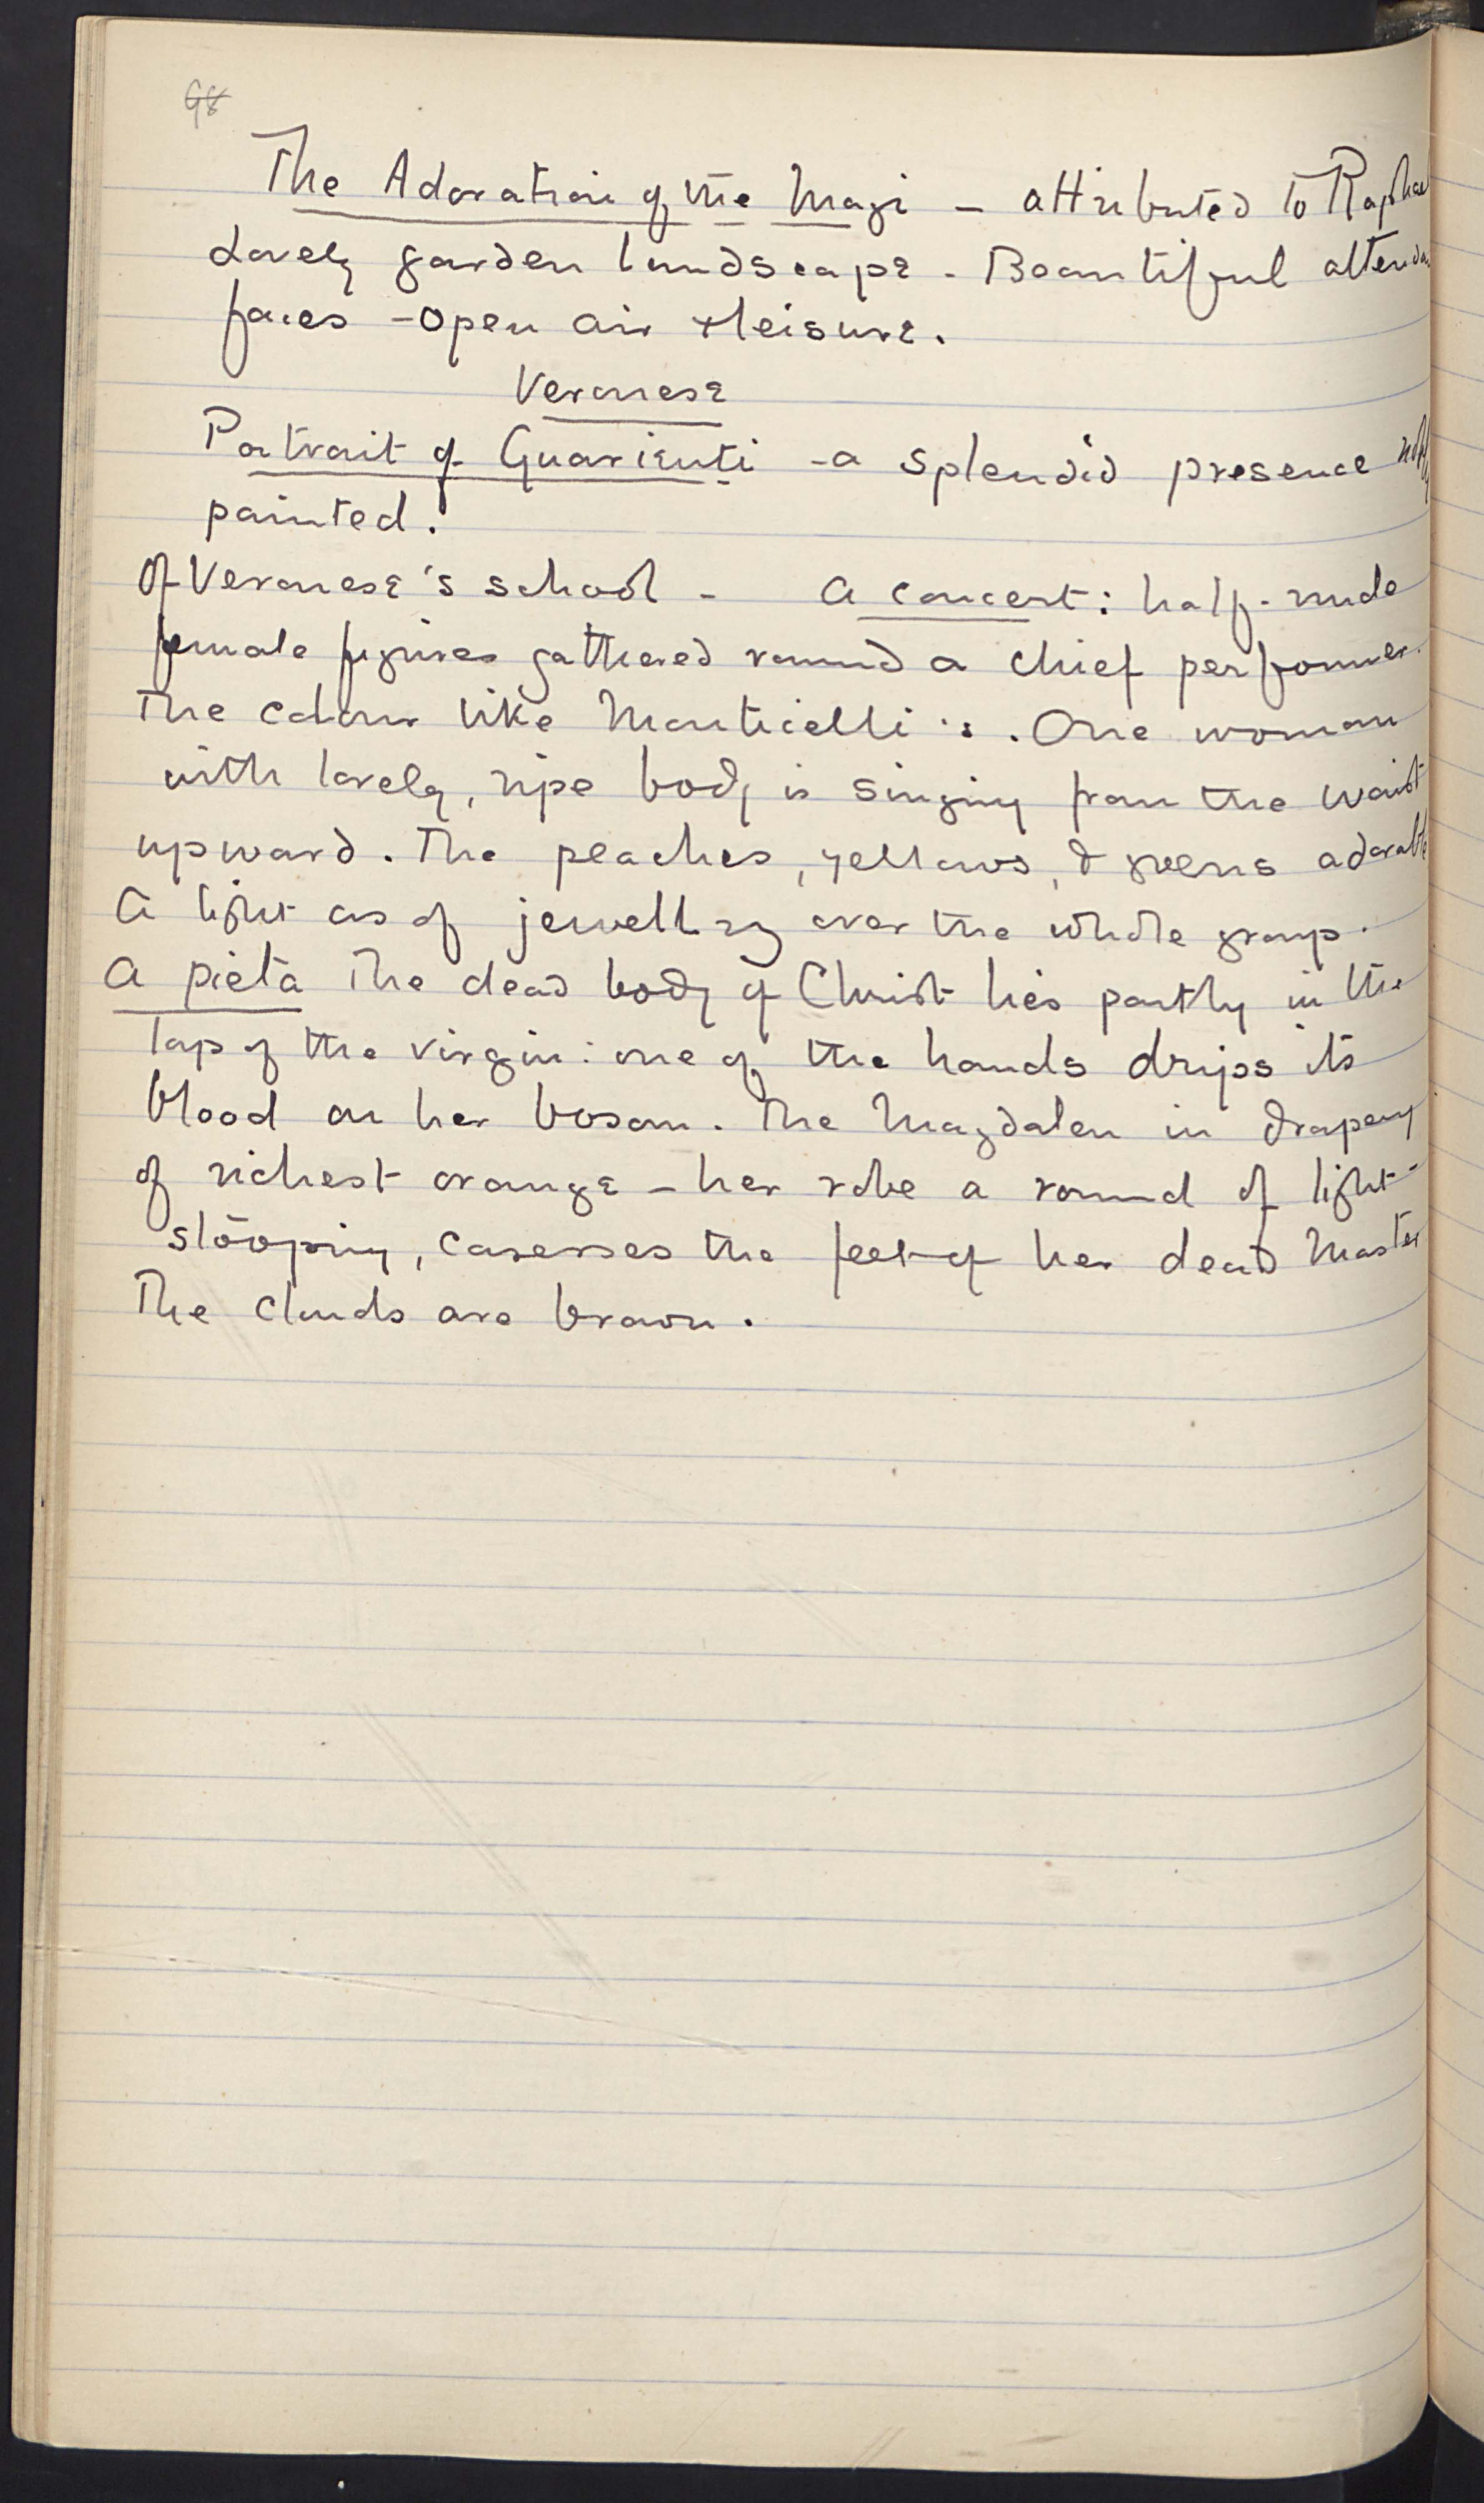 98
The Adoration of the Magi – attributed to Raphael
Lovely garden landscape – Beautiful attendant
faces – open air & leisure.
Veronese
Portrait of Guarienti – a splendid presence nobly
painted.
Of Veronese's school – A Concert: half-nude
female figures gathered round a chief performer.
The colour like Monticelli's. One woman
with lovely, ripe body is singing from the waist
upward. The peaches, yellows, & greens adorable
A light as of jewellry over the whole group.
A pietà The dead body of Christ lies partly in the
lap of the virgin: one of the hands drips its
blood on her bosom. The Magdalen in drapery
of richest orange – her robe a round of light –
stooping, caresses the feet of her dead Master
The clouds are brown.